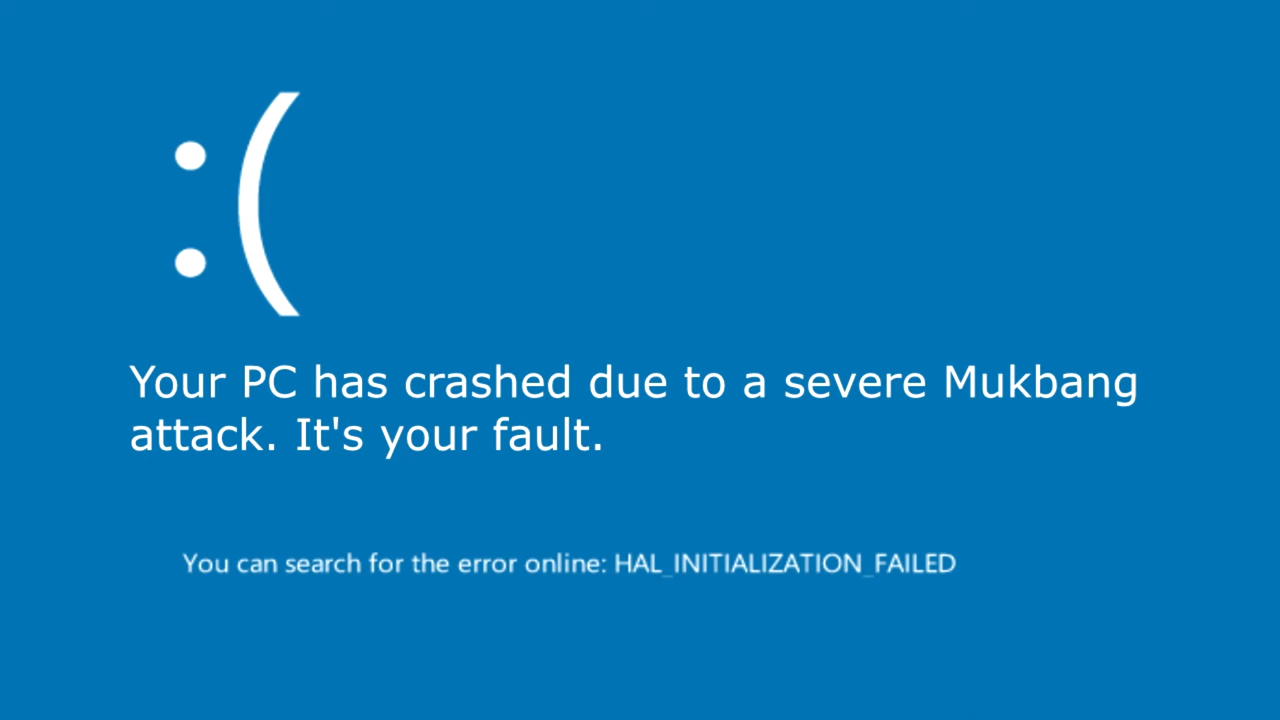 :(
Your PC has crashed due to a severe Mukbang
attack. It's your fault.
You can search for the error online: HAL_INITIALIZATION_FAILED